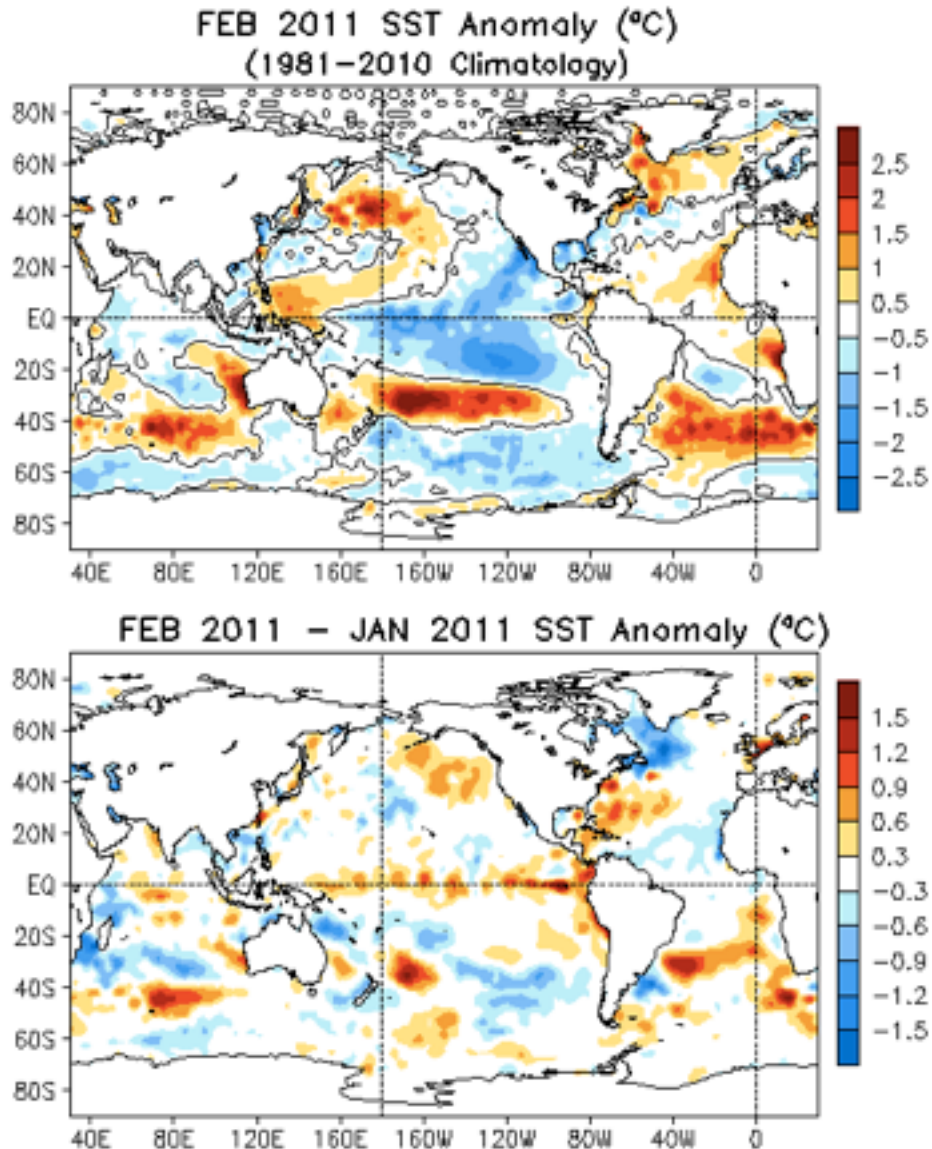 FEB 2011 SST Anomaly (ºC)
(1981-2010 Climatology)
80N
60N
40N
20N
EQ
20S
40S
60S
80S
40E 80E 120E 160E 160W 120W 80W 40W 0
2.5
2
1.5
1
0.5
-0.5
-1
-1.5
-2
-2.5
FEB 2011 - JAN 2011 SST Anomaly (ºC)
80N
60N
40N
20N
EQ
20S
40S
60S
80S
40E 80E 120E 160E 160W 120W 80W 40W 0
1.5
1.2
0.9
0.6
0.3
-0.3
-0.6
-0.9
-1.2
-1.5